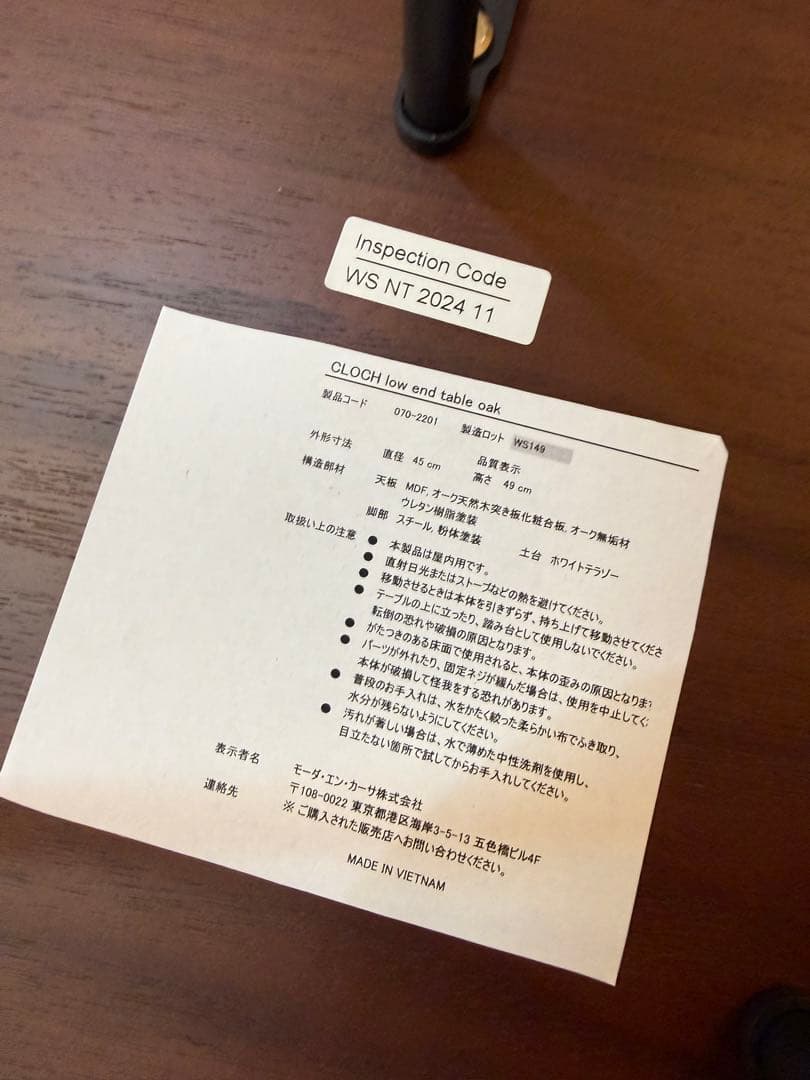 Inspection Code
WS NT 2024 11
CLOCH low end table oak
製品コード 070-2201 製造ロット WS149
品質表示
外形寸法 直径 45 cm 高さ 49 cm
構造部材 天板 MDF, オーク天然木突き板化粧合板, オーク無垢材
ウレタン樹脂塗装
脚部 スチール, 粉体塗装 土台 ホワイトテラゾー
取扱い上の注意 ● 本製品は屋内用です。
● 直射日光またはストーブなどの熱を避けてください。
● 移動させるときは本体を引きずらず、持ち上げて移動させてくださ
● テーブルの上に立ったり、踏み台として使用しないでください。
転倒の恐れや破損の原因となります。
● がたつきのある床面で使用されると、本体の歪みの原因となりま
● パーツが外れたり、固定ネジが緩んだ場合は、使用を中止してく
本体が破損して怪我をする恐れがあります。
● 普段のお手入れは、水をかたく絞った柔らかい布でふき取り、
水分が残らないようにしてください。
● 汚れが著しい場合は、水で薄めた中性洗剤を使用し、
目立たない箇所で試してからお手入れしてください。
表示者名 モーダ・エン・カーサ株式会社
連絡先 〒108-0022 東京都港区海岸3-5-13 五色橋ビル4F
※ ご購入された販売店へお問い合わせください。
MADE IN VIETNAM